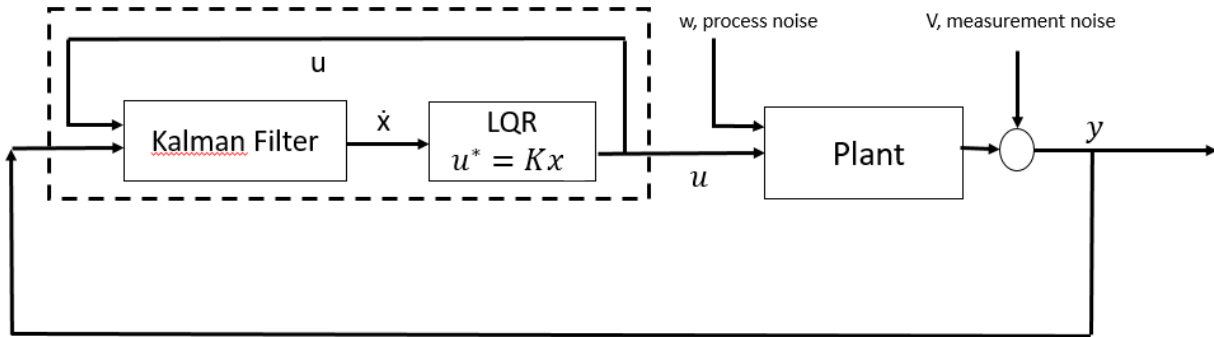 w, process noise
V, measurement noise
u
Kalman Filter
ẋ
LQR
u* = Kx
u
Plant
y